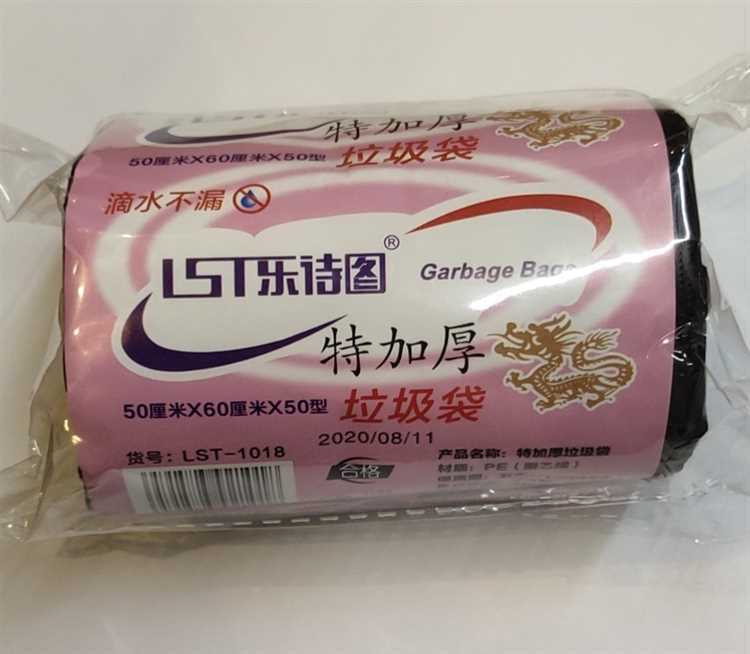 特加厚
50厘米X60厘米X50型 垃圾袋
滴水不漏
LST乐诗图®
Garbage Bags
特加厚
50厘米X60厘米X50型 垃圾袋
2020/08/11
货号：LST-1018
合格
产品名称：特加厚垃圾袋
材质：PE（聚乙烯）